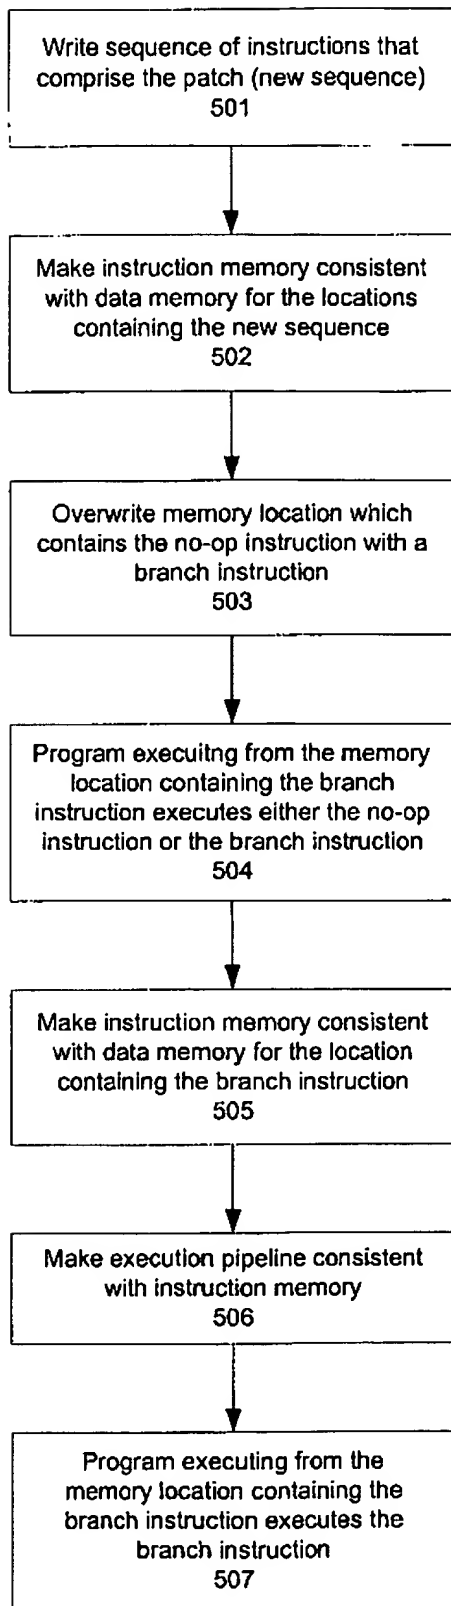 Write sequence of instructions that
comprise the patch (new sequence)
501
Make instruction memory consistent
with data memory for the locations
containing the new sequence
502
Overwrite memory location which
contains the no-op instruction with a
branch instruction
503
Program execuitng from the memory
location containing the branch
instruction executes either the no-op
instruction or the branch instruction
504
Make instruction memory consistent
with data memory for the location
containing the branch instruction
505
Make execution pipeline consistent
with instruction memory
506
Program executing from the
memory location containing the
branch instruction executes the
branch instruction
507